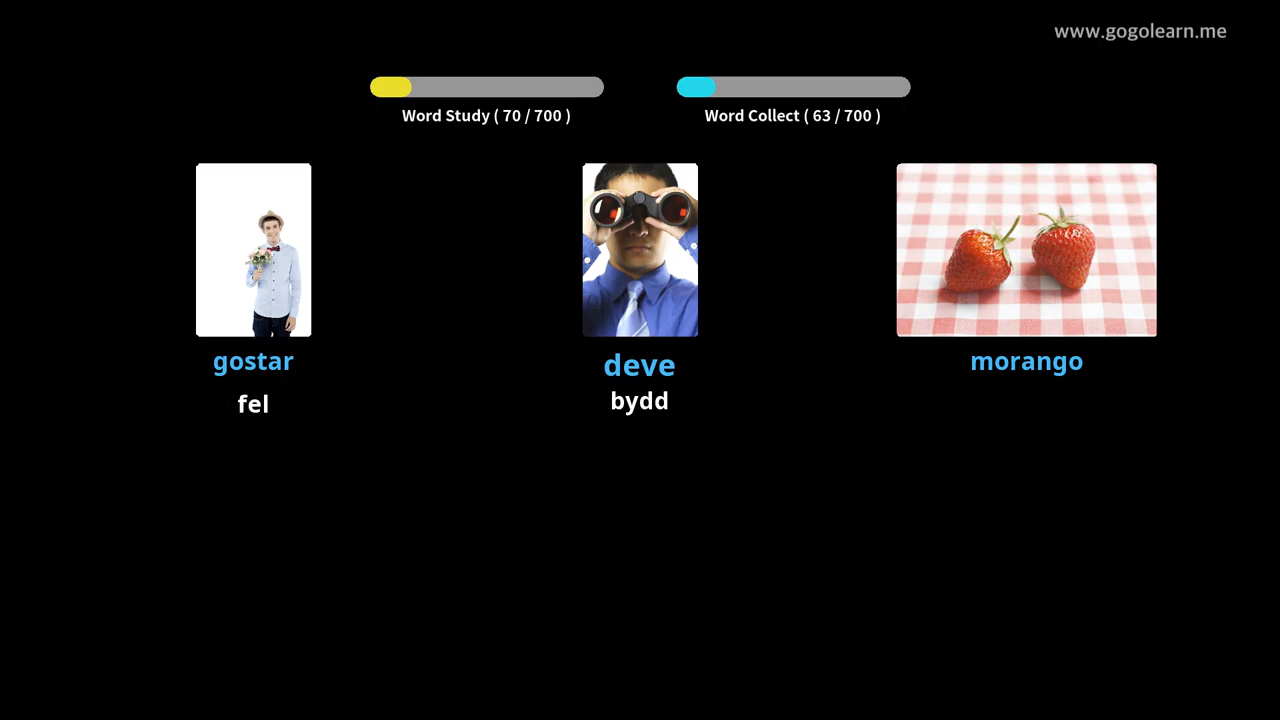 www.gogolearn.me
Word Study ( 70 / 700 )
Word Collect ( 63 / 700 )
gostar
deve
morango
fel
bydd